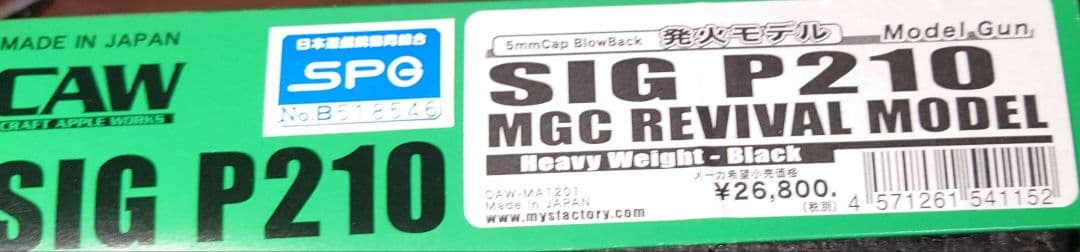 MADE IN JAPAN
CAW
CRAFT APPLE WORKS
SIG P210
日本遊戯銃協同組合
SPG
No.B518546
5mmCap BlowBack 発火モデル Model Gun
SIG P210
MGC REVIVAL MODEL
Heavy Weight - Black
メーカ希望小売価格
CAW-MA1201
Made in JAPAN
¥26,800.
(税別)
www.mysfactory.com
4 571261 541152